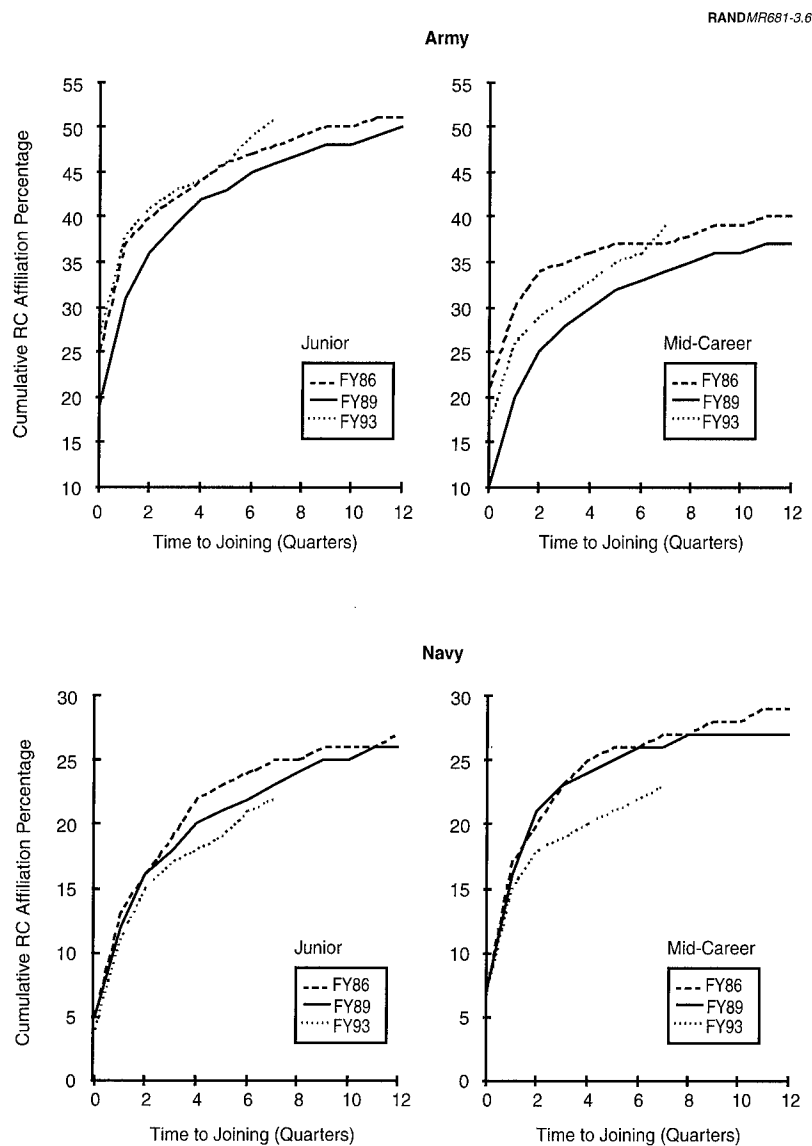 RANDMR681-3.6
Army
Cumulative RC Affiliation Percentage
55
50
45
40
35
30
25
20
15
10
0 2 4 6 8 10 12
Time to Joining (Quarters)
Junior
FY86
FY89
FY93
55
50
45
40
35
30
25
20
15
10
0 2 4 6 8 10 12
Time to Joining (Quarters)
Mid-Career
FY86
FY89
FY93
Navy
Cumulative RC Affiliation Percentage
30
25
20
15
10
5
0
0 2 4 6 8 10 12
Time to Joining (Quarters)
Junior
FY86
FY89
FY93
30
25
20
15
10
5
0
0 2 4 6 8 10 12
Time to Joining (Quarters)
Mid-Career
FY86
FY89
FY93